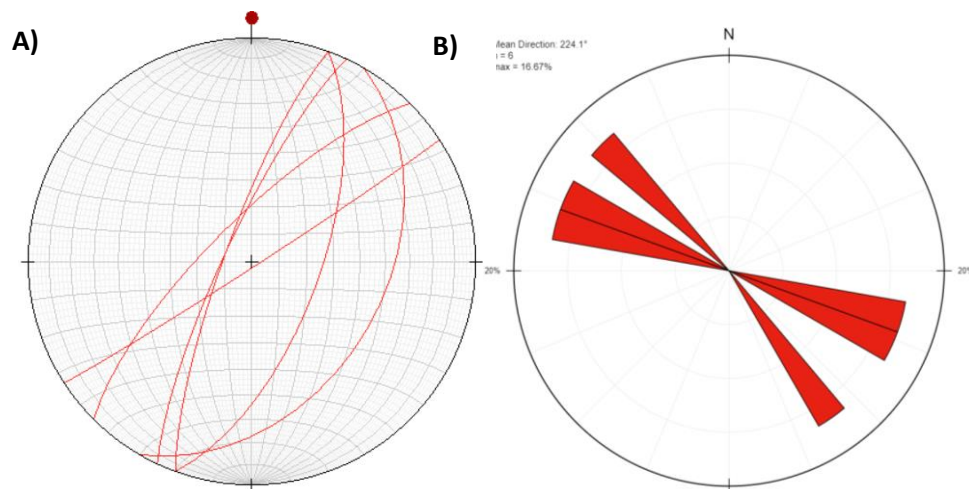 A)
B)
Mean Direction: 224.1°
= 6
max = 16.67%
N
20%
20%